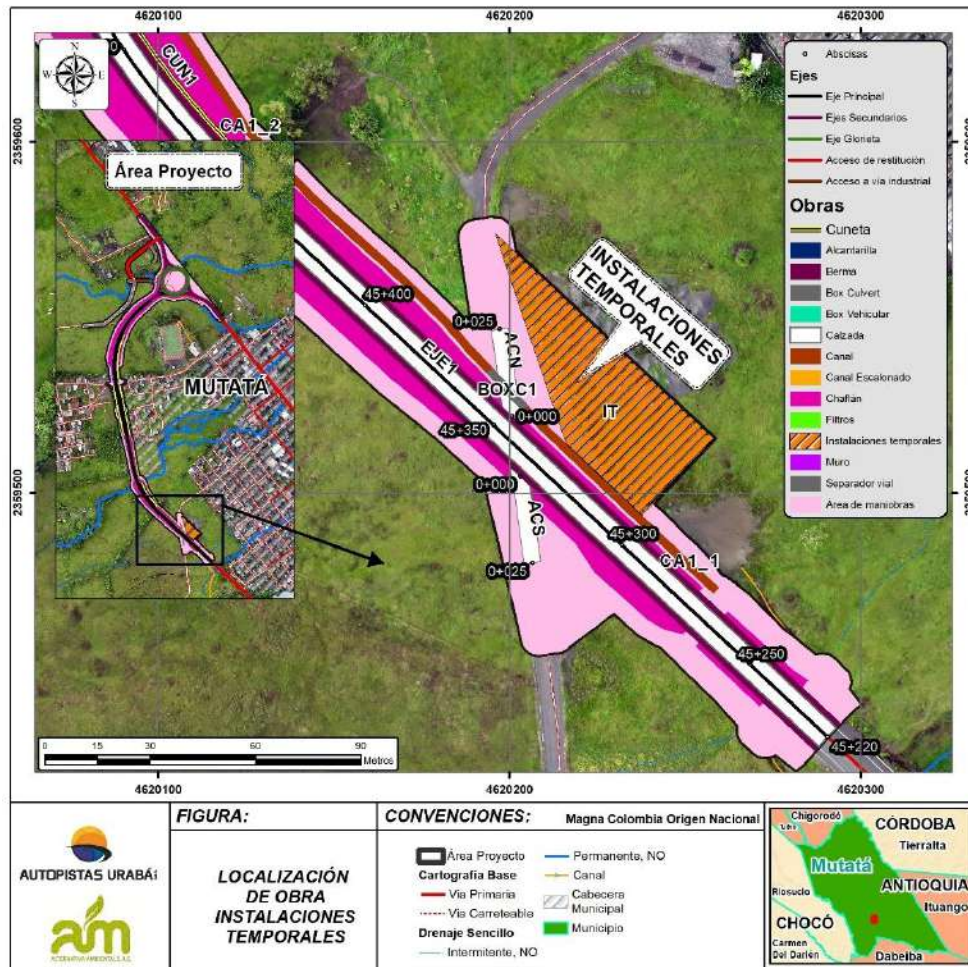 4620100
4620200
4620300
N
W
E
S
CUN1
CA1_2
2359600
Área Proyecto
MUTATÁ
INSTALACIONES
TEMPORALES
45+400
0+025
ACN
EJE1
BOXC1
0+000
IT
45+350
0+000
ACS
2359500
45+300
0+025
CA1_1
45+250
45+220
Abscisas
Ejes
Eje Principal
Ejes Secundarios
Eje Glorieta
Acceso de restitución
Acceso a vía industrial
Obras
Cuneta
Alcantarilla
Berma
Box Culvert
Box Vehicular
Calzada
Canal
Canal Escalonado
Chaflán
Filtros
Instalaciones temporales
Muro
Separador vial
Área de maniobras
0 15 30 60 90
Metros
4620100
4620200
4620300
AUTOPISTAS URABÁ
am
FIGURA:
LOCALIZACIÓN
DE OBRA
INSTALACIONES
TEMPORALES
CONVENCIONES:
Magna Colombia Origen Nacional
Área Proyecto
Cartografía Base
Vía Primaria
Vía Carreteable
Drenaje Sencillo
Intermitente, NO
Permanente, NO
Canal
Cabecera
Municipal
Municipio
Chigorodó
CÓRDOBA
Tierralta
Mutatá
Riosucio
ANTIOQUIA
Ituango
CHOCÓ
Carmen
Del Darién
Dabeiba